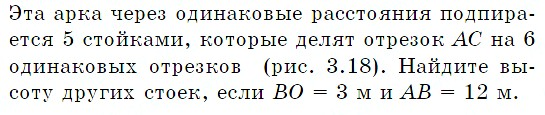 Эта арка через одинаковые расстояния подпира-
ется 5 стойками, которые делят отрезок AC на 6
одинаковых отрезков (рис. 3.18). Найдите вы-
соту других стоек, если BO = 3 м и AB = 12 м.